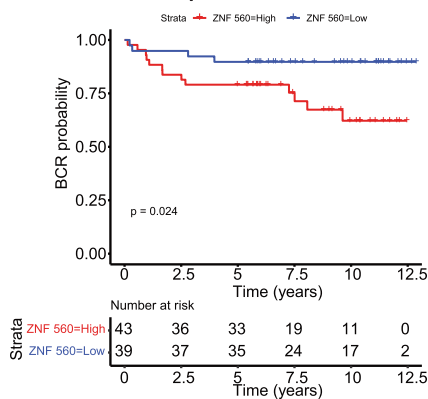 Strata ZNF 560=High ZNF 560=Low
1.00
0.75
0.50
0.25
0.00
BCR probability
p = 0.024
0 2.5 5 7.5 10 12.5
Time (years)
Number at risk
Strata
ZNF 560=High 43 36 33 19 11 0
ZNF 560=Low 39 37 35 24 17 2
0 2.5 5 7.5 10 12.5
Time (years)